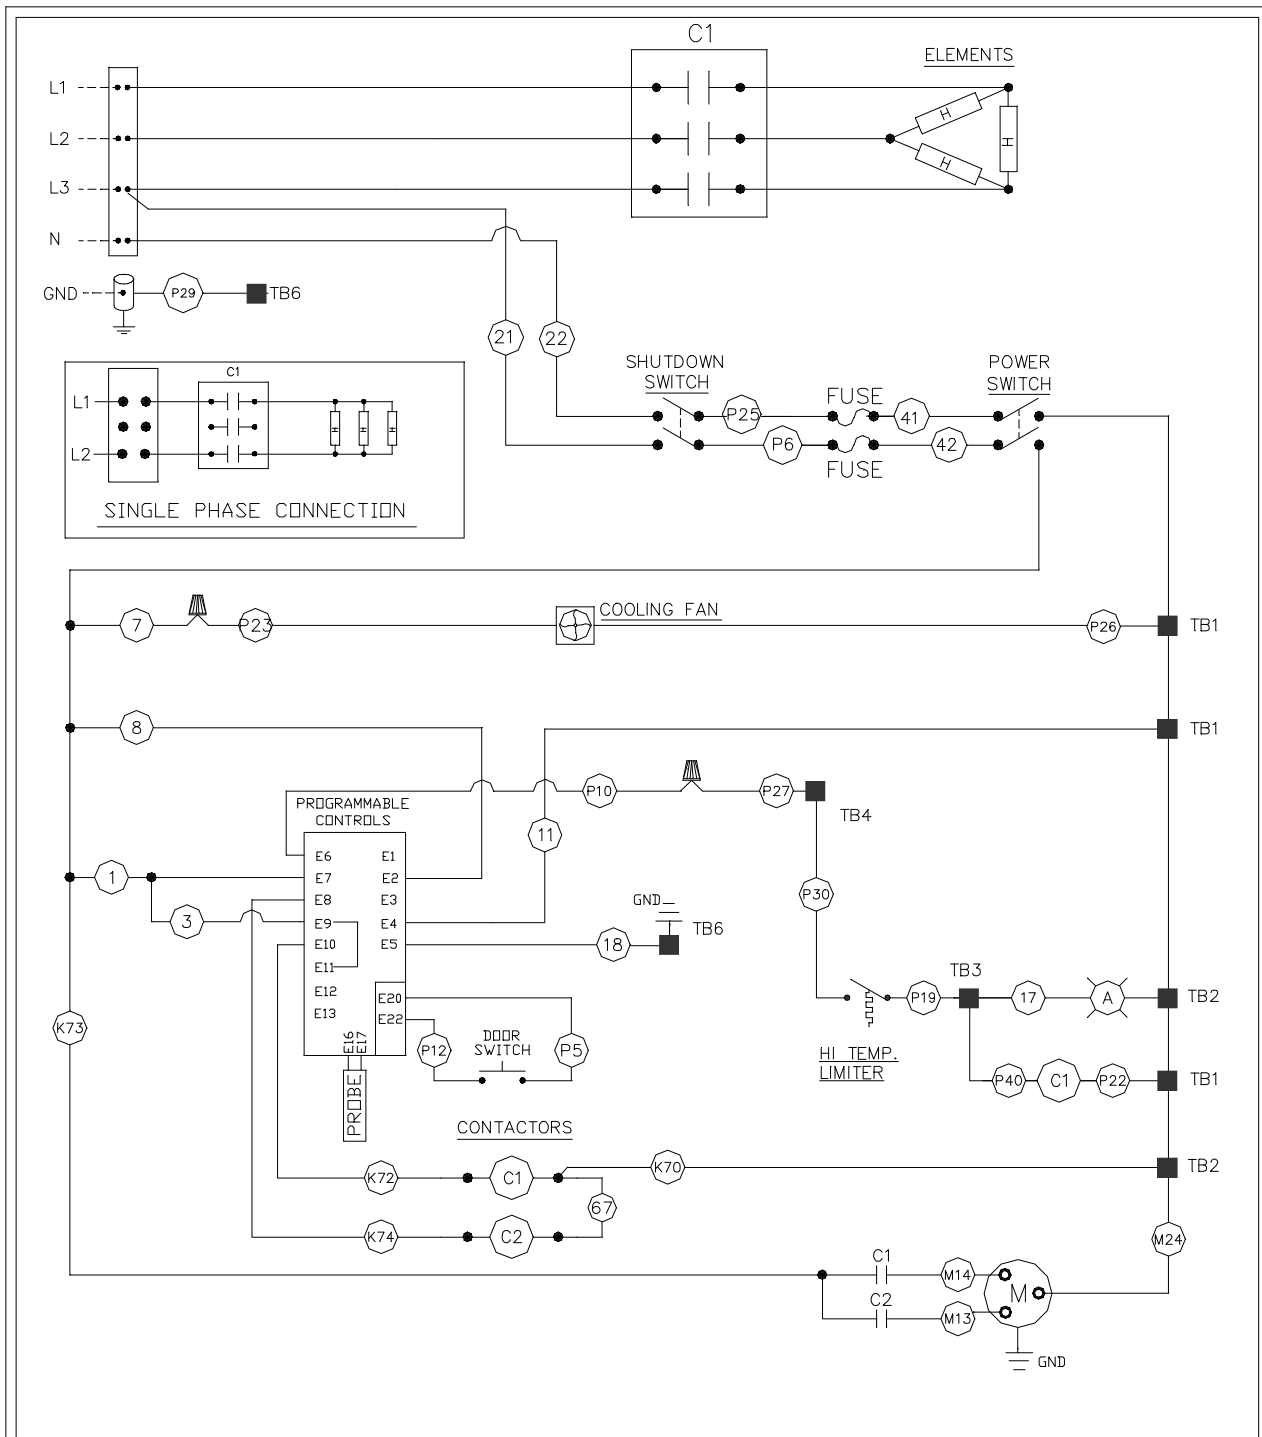 C1
ELEMENTS
L1
H
L2
H
H
L3
N
GND
P29
TB6
21
22
SHUTDOWN
SWITCH
POWER
SWITCH
C1
L1
H
H
H
L2
SINGLE PHASE CONNECTION
P25
FUSE
41
P6
FUSE
42
7
P23
COOLING FAN
P26
TB1
8
TB1
P10
P27
TB4
PROGRAMMABLE
CONTROLS
11
E6
E1
1
E7
E2
E8
E3
P30
3
E9
E4
E10
E5
18
GND
TB6
E11
E12
E13
E20
E22
E16
E17
PROBE
K73
P12
DOOR
SWITCH
P5
HI TEMP.
LIMITER
P19
TB3
17
A
TB2
P40
C1
P22
TB1
CONTACTORS
K72
C1
K70
TB2
67
K74
C2
M24
C1
M14
C2
M13
M
GND